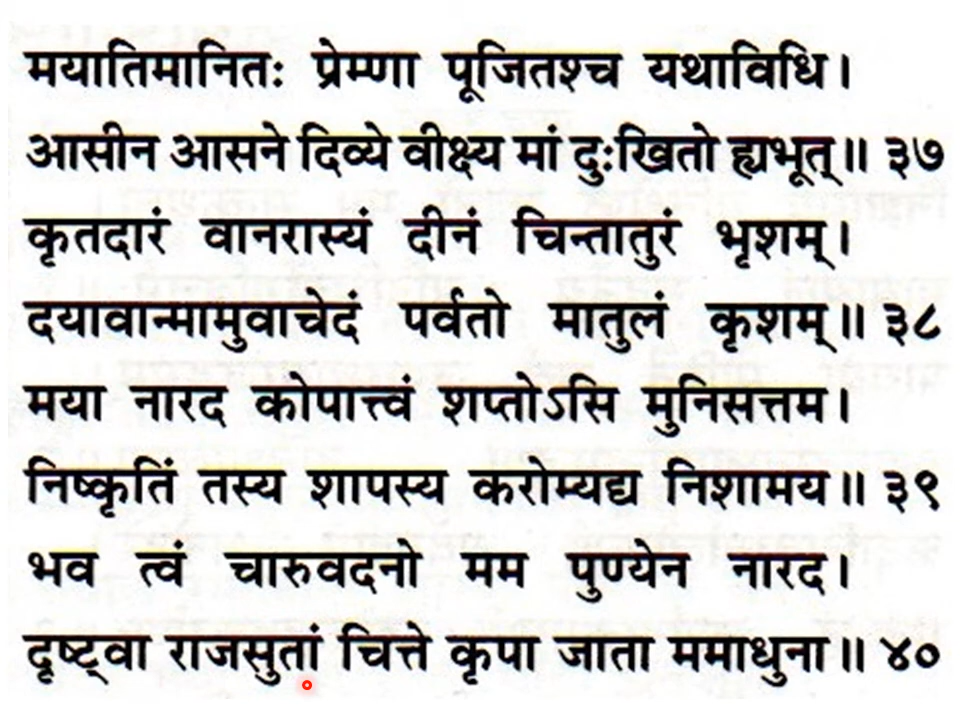 मयातिमानितः प्रेम्णा पूजितश्च यथाविधि।
आसीन आसने दिव्ये वीक्ष्य मां दुःखितो ह्यभूत्॥ ३७
कृतदारं वानरास्यं दीनं चिन्तातुरं भृशम्।
दयावान्मामुवाचेदं पर्वतो मातुलं कृशम्॥ ३८
मया नारद कोपात्त्वं शप्तोऽसि मुनिसत्तम।
निष्कृतिं तस्य शापस्य करोम्यद्य निशामय॥ ३९
भव त्वं चारुवदनो मम पुण्येन नारद।
दृष्ट्वा राजसुतां चित्ते कृपा जाता ममाधुना॥ ४०